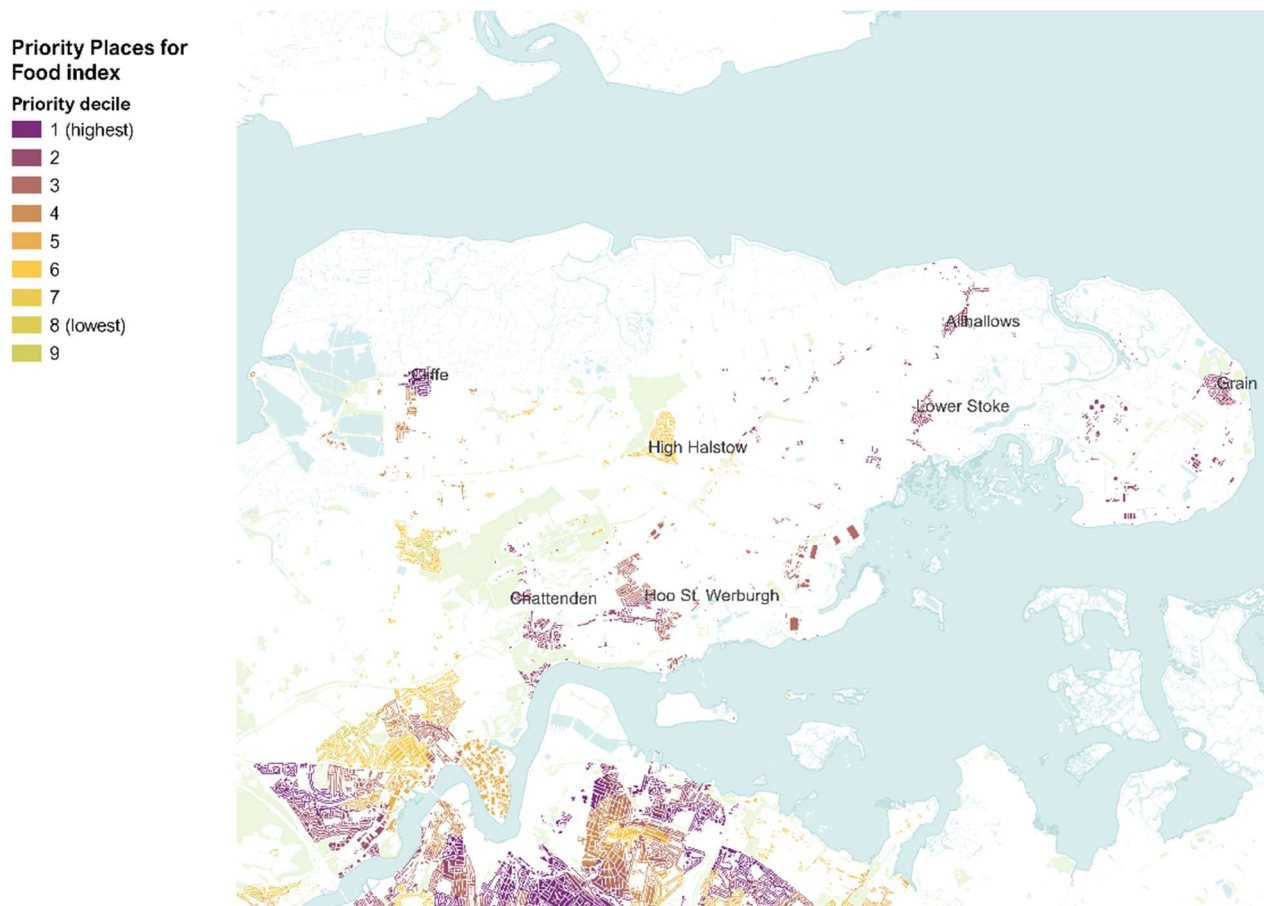 Priority Places for
Food index
Priority decile
1 (highest)
2
3
4
5
6
7
8 (lowest)
9
Allhallows
Cliffe
Grain
Lower Stoke
High Halstow
Chattenden
Hoo St. Werburgh